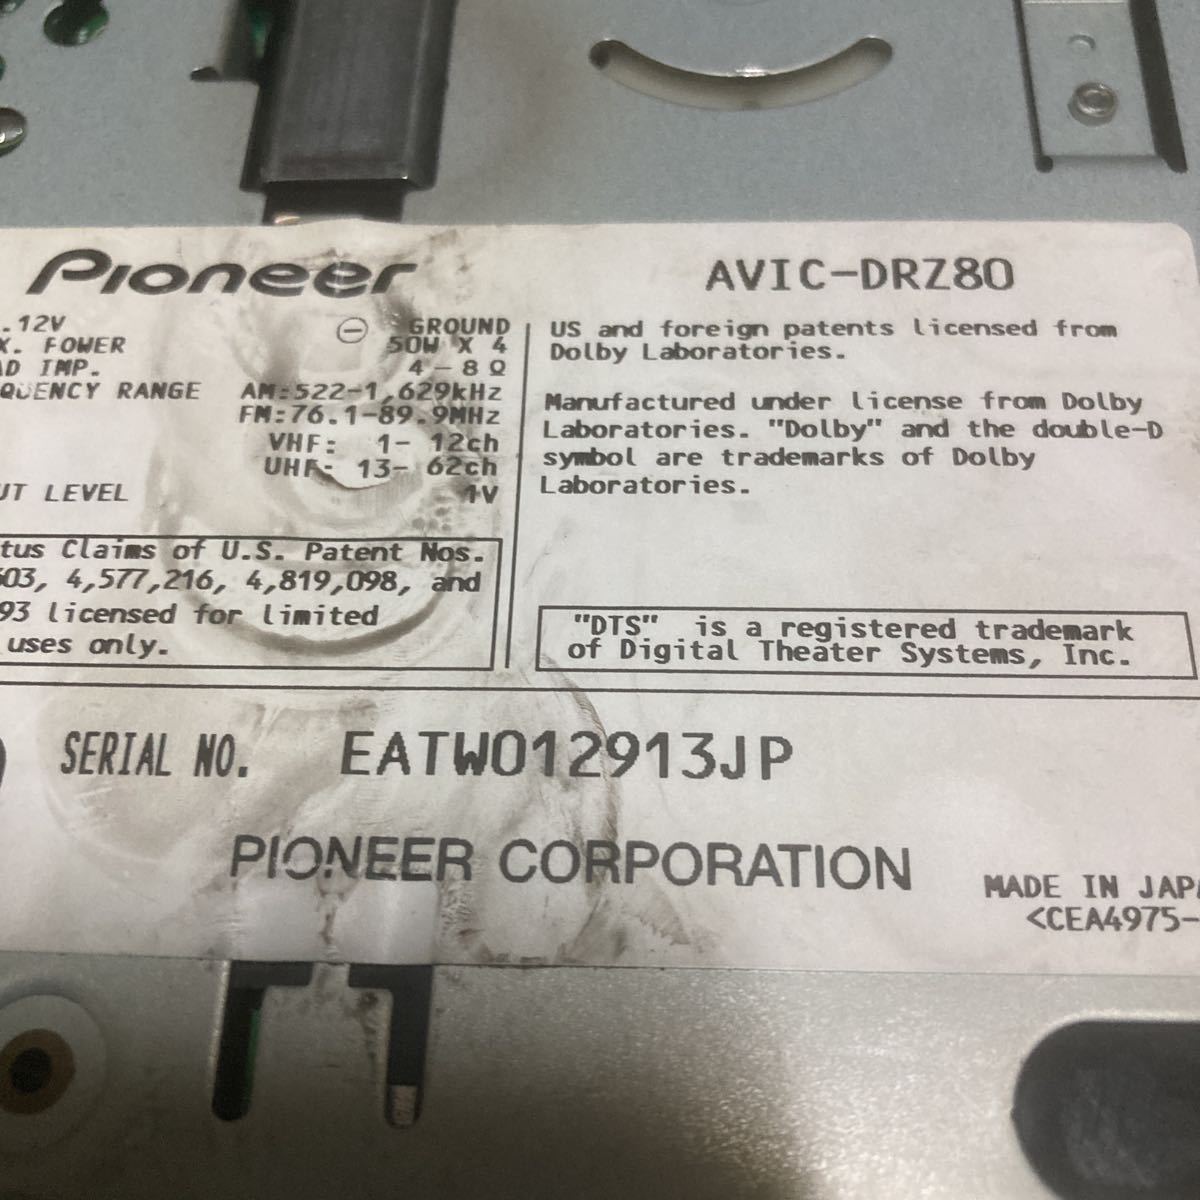 Pioneer AVIC-DRZ80
.12V ⊖ GROUND
X. POWER 50W X 4
AD IMP. 4-8Ω
QUENCY RANGE AM:522-1,629kHz
FM:76.1-89.9MHz
VHF: 1- 12ch
UHF: 13- 62ch
UT LEVEL 1V
tus Claims of U.S. Patent Nos.
603, 4,577,216, 4,819,098, and
93 licensed for limited
uses only.
US and foreign patents licensed from
Dolby Laboratories.
Manufactured under license from Dolby
Laboratories. "Dolby" and the double-D
symbol are trademarks of Dolby
Laboratories.
"DTS" is a registered trademark
of Digital Theater Systems, Inc.
SERIAL NO. EATW012913JP
PIONEER CORPORATION
MADE IN JAPA
<CEA4975-